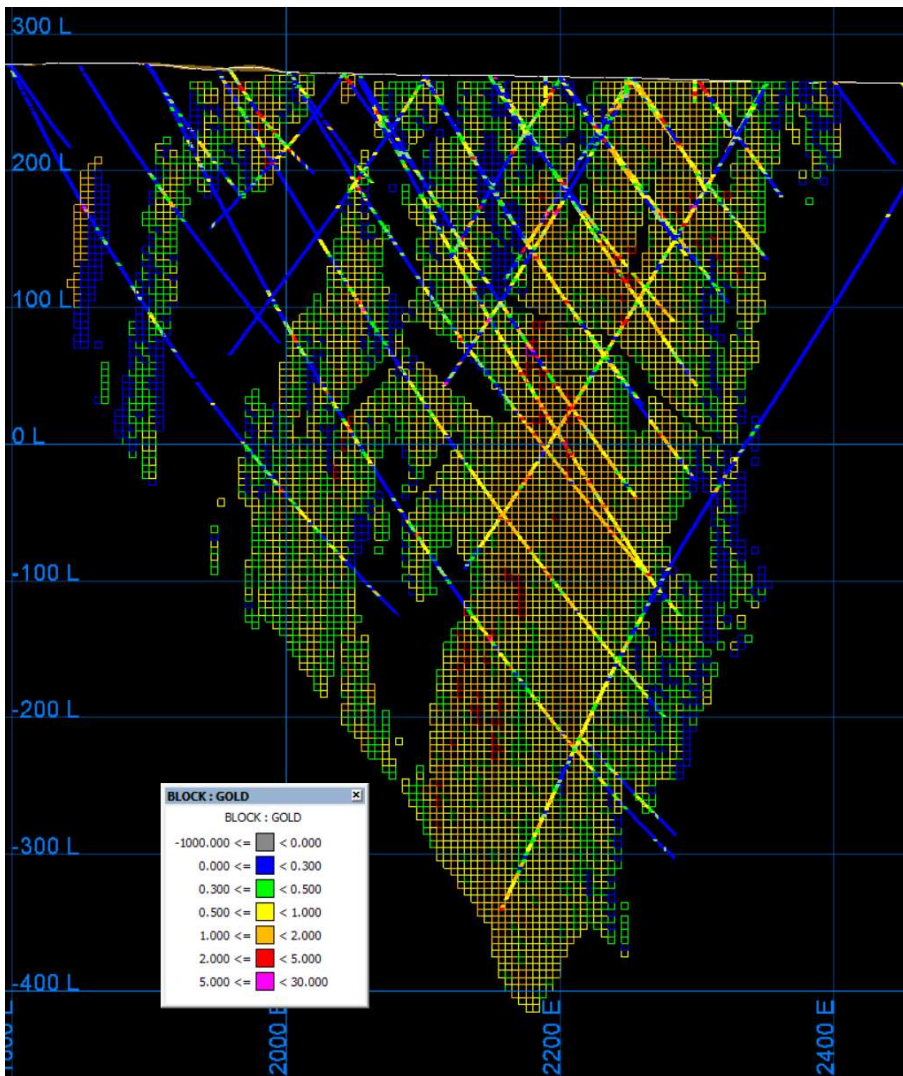 300 L
200 L
100 L
0 L
-100 L
-200 L
-300 L
-400 L
BLOCK : GOLD
BLOCK : GOLD
-1000.000 <= < 0.000
0.000 <= < 0.300
0.300 <= < 0.500
0.500 <= < 1.000
1.000 <= < 2.000
2.000 <= < 5.000
5.000 <= < 30.000
2000 E
2200 E
2400 E